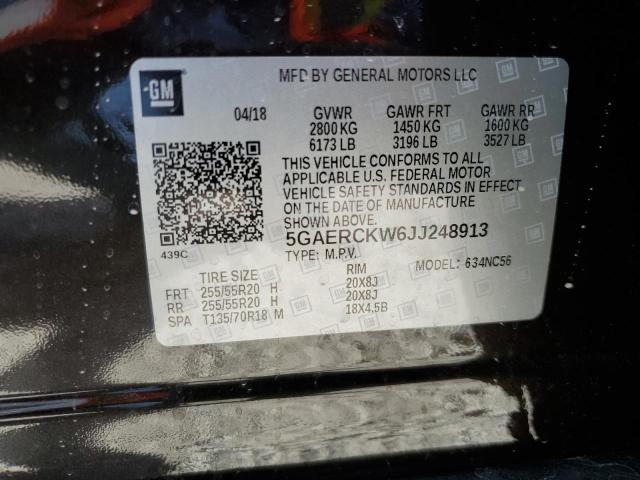 GM
MFD BY GENERAL MOTORS LLC
04/18 GVWR GAWR FRT GAWR RR
2800 KG 1450 KG 1600 KG
6173 LB 3196 LB 3527 LB
THIS VEHICLE CONFORMS TO ALL
APPLICABLE U.S. FEDERAL MOTOR
VEHICLE SAFETY STANDARDS IN EFFECT
ON THE DATE OF MANUFACTURE
SHOWN ABOVE.
439C
5GAERCKW6JJ248913
TYPE: M.P.V. MODEL: 634NC56
TIRE SIZE RIM
FRT 255/55R20 H 20X8J
RR 255/55R20 H 20X8J
SPA T135/70R18 M 18X4.5B